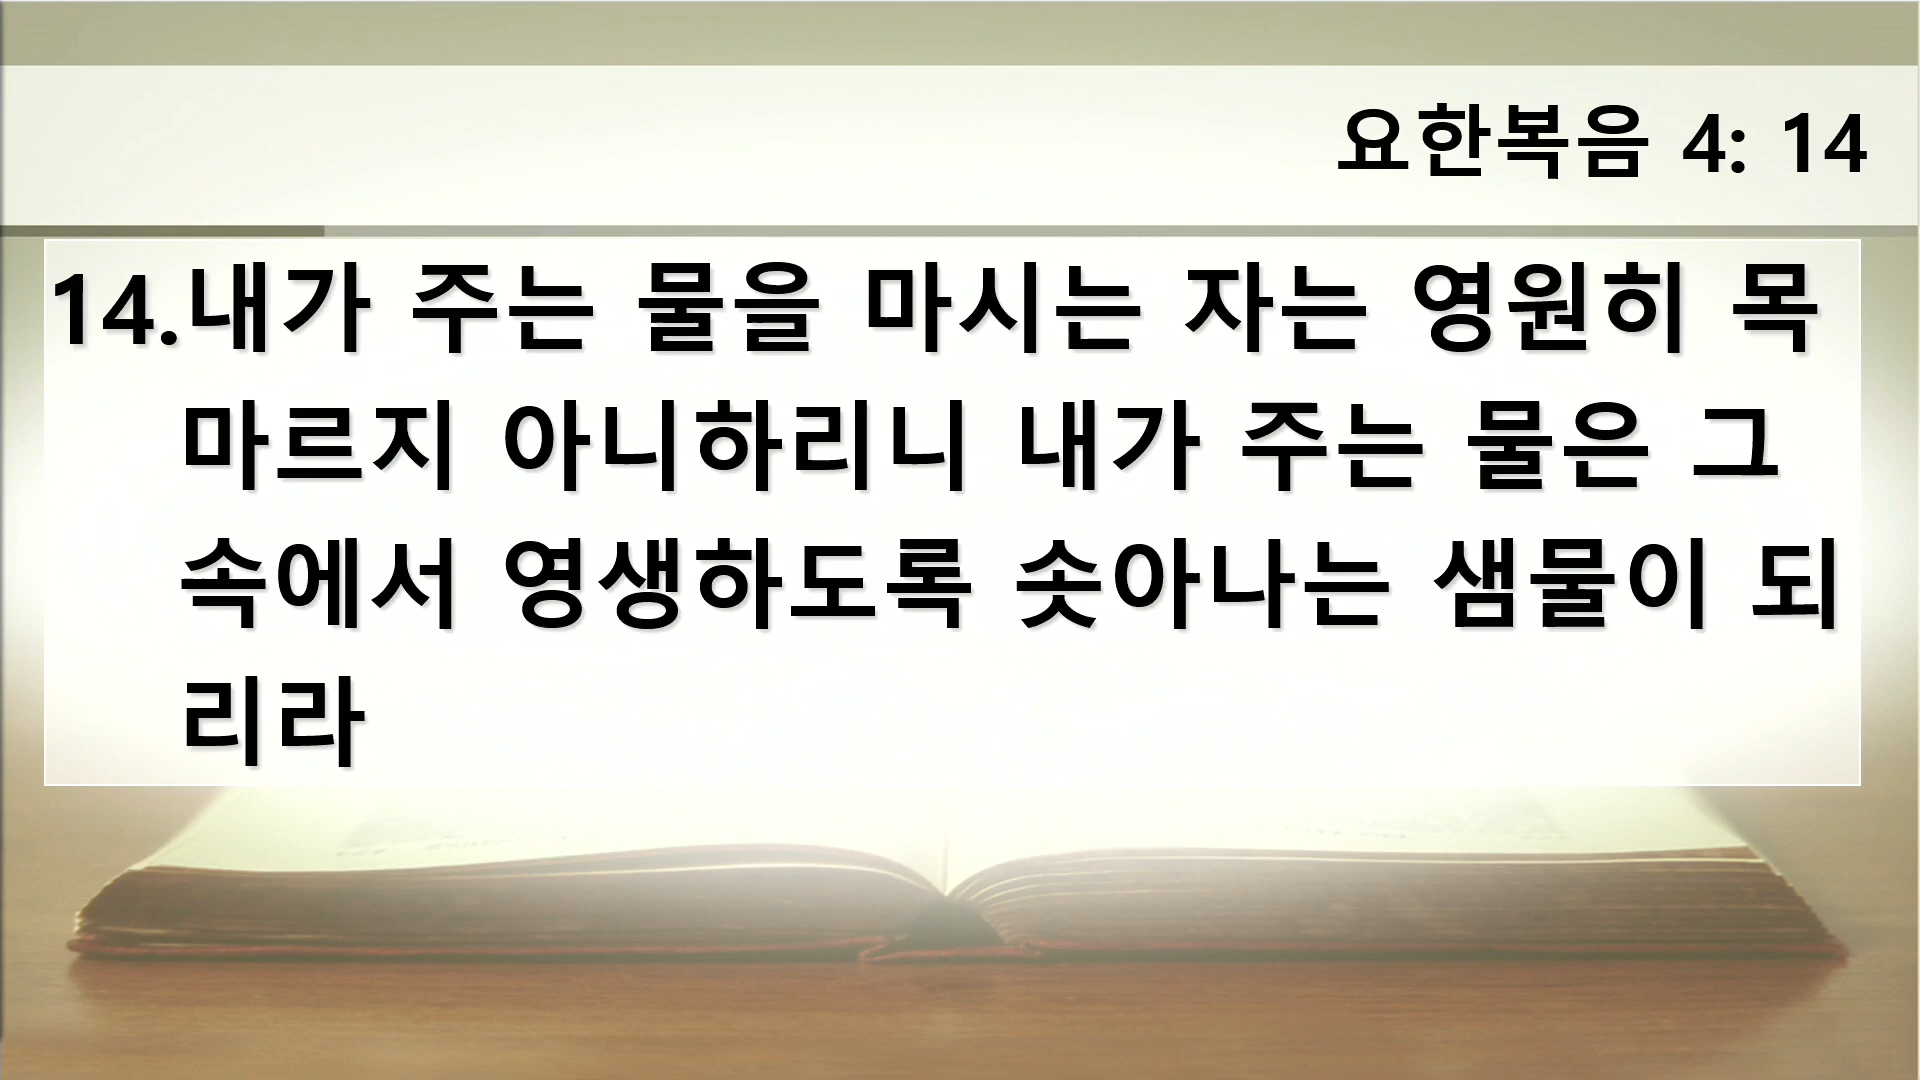 요한복음 4: 14
14.내가 주는 물을 마시는 자는 영원히 목
마르지 아니하리니 내가 주는 물은 그
속에서 영생하도록 솟아나는 샘물이 되
리라